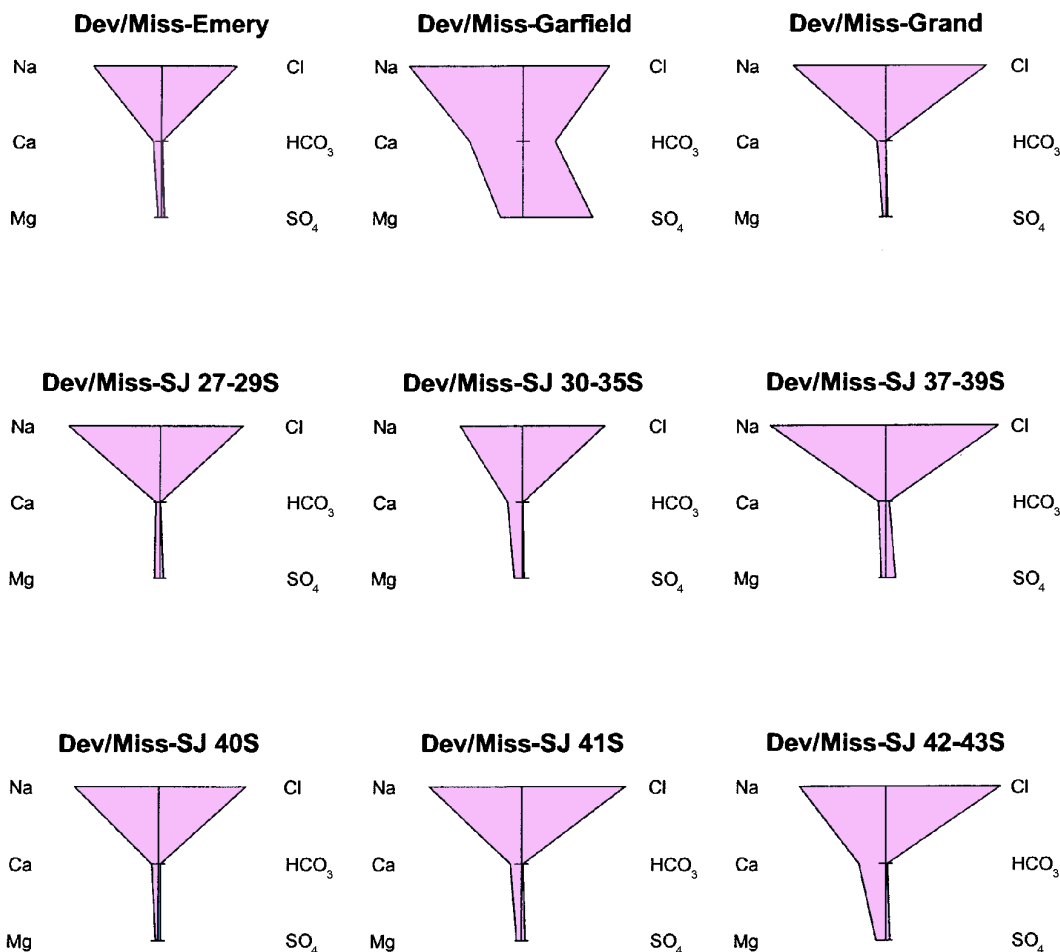 Dev/Miss-Emery
Na Cl
Ca HCO₃
Mg SO₄
Dev/Miss-Garfield
Na Cl
Ca HCO₃
Mg SO₄
Dev/Miss-Grand
Na Cl
Ca HCO₃
Mg SO₄
Dev/Miss-SJ 27-29S
Na Cl
Ca HCO₃
Mg SO₄
Dev/Miss-SJ 30-35S
Na Cl
Ca HCO₃
Mg SO₄
Dev/Miss-SJ 37-39S
Na Cl
Ca HCO₃
Mg SO₄
Dev/Miss-SJ 40S
Na Cl
Ca HCO₃
Mg SO₄
Dev/Miss-SJ 41S
Na Cl
Ca HCO₃
Mg SO₄
Dev/Miss-SJ 42-43S
Na Cl
Ca HCO₃
Mg SO₄